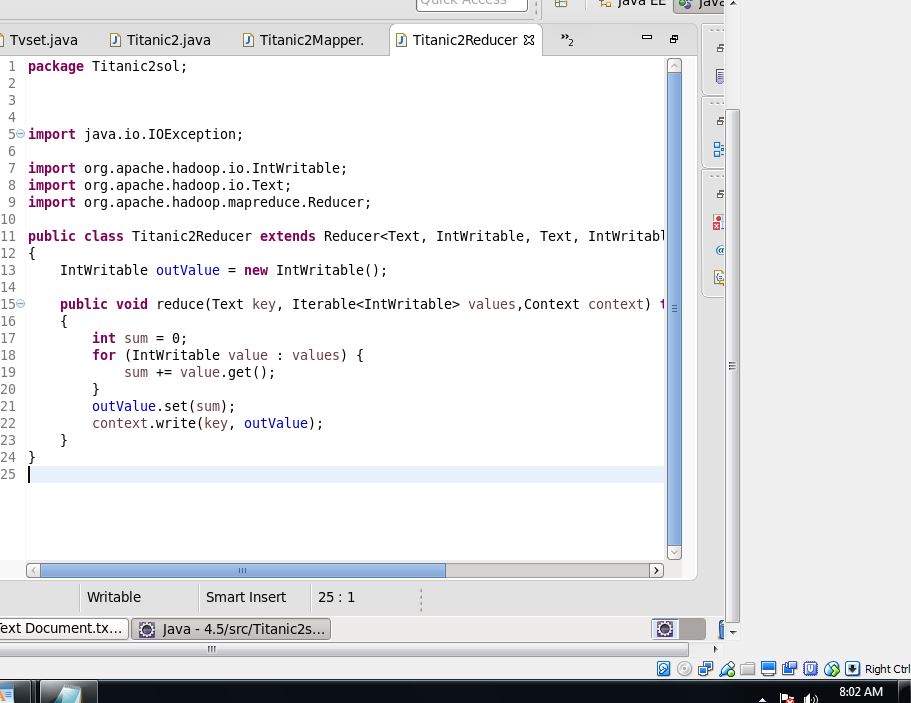 Quick Access
Java EE
Java
Tvset.java
Titanic2.java
Titanic2Mapper.
Titanic2Reducer
»2
1 package Titanic2sol;
2
3
4
5 import java.io.IOException;
6
7 import org.apache.hadoop.io.IntWritable;
8 import org.apache.hadoop.io.Text;
9 import org.apache.hadoop.mapreduce.Reducer;
10
11 public class Titanic2Reducer extends Reducer<Text, IntWritable, Text, IntWritabl
12 {
13 IntWritable outValue = new IntWritable();
14
15 public void reduce(Text key, Iterable<IntWritable> values,Context context) t
16 {
17 int sum = 0;
18 for (IntWritable value : values) {
19 sum += value.get();
20 }
21 outValue.set(sum);
22 context.write(key, outValue);
23 }
24 }
25
Writable
Smart Insert
25 : 1
Text Document.tx...
Java - 4.5/src/Titanic2s...
Right Ctrl
8:02 AM